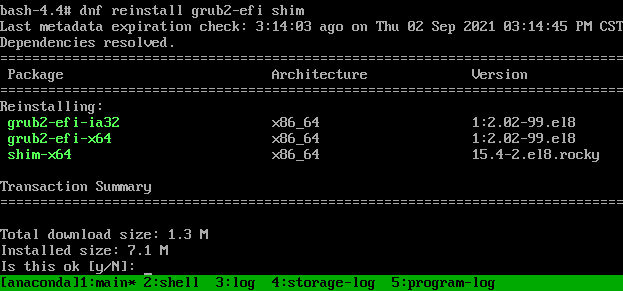 bash-4.4# dnf reinstall grub2-efi shim
Last metadata expiration check: 3:14:03 ago on Thu 02 Sep 2021 03:14:45 PM CST
Dependencies resolved.
================================================================================
Package Architecture Version
================================================================================
Reinstalling:
grub2-efi-ia32 x86_64 1:2.02-99.el8
grub2-efi-x64 x86_64 1:2.02-99.el8
shim-x64 x86_64 15.4-2.el8.rocky
Transaction Summary
================================================================================
Total download size: 1.3 M
Installed size: 7.1 M
Is this ok [y/N]: _
[anaconda]1:main* 2:shell 3:log 4:storage-log 5:program-log